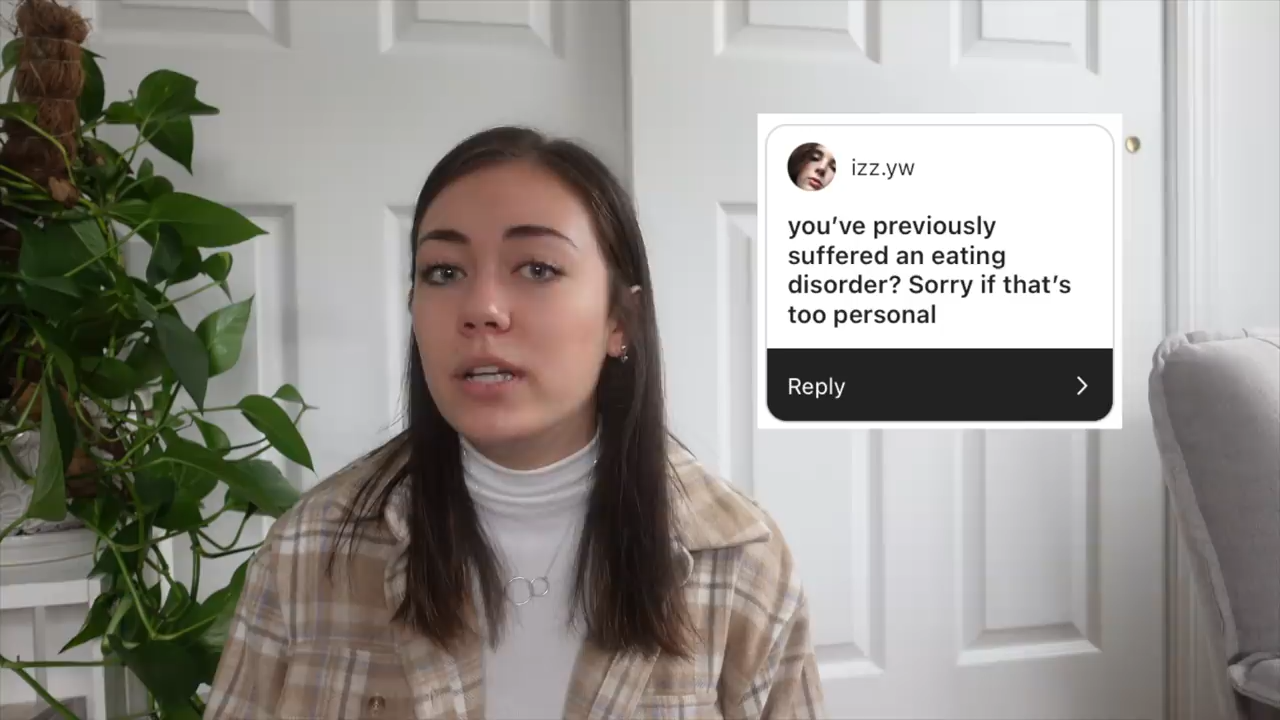 izz.yw
you’ve previously
suffered an eating
disorder? Sorry if that’s
too personal
Reply